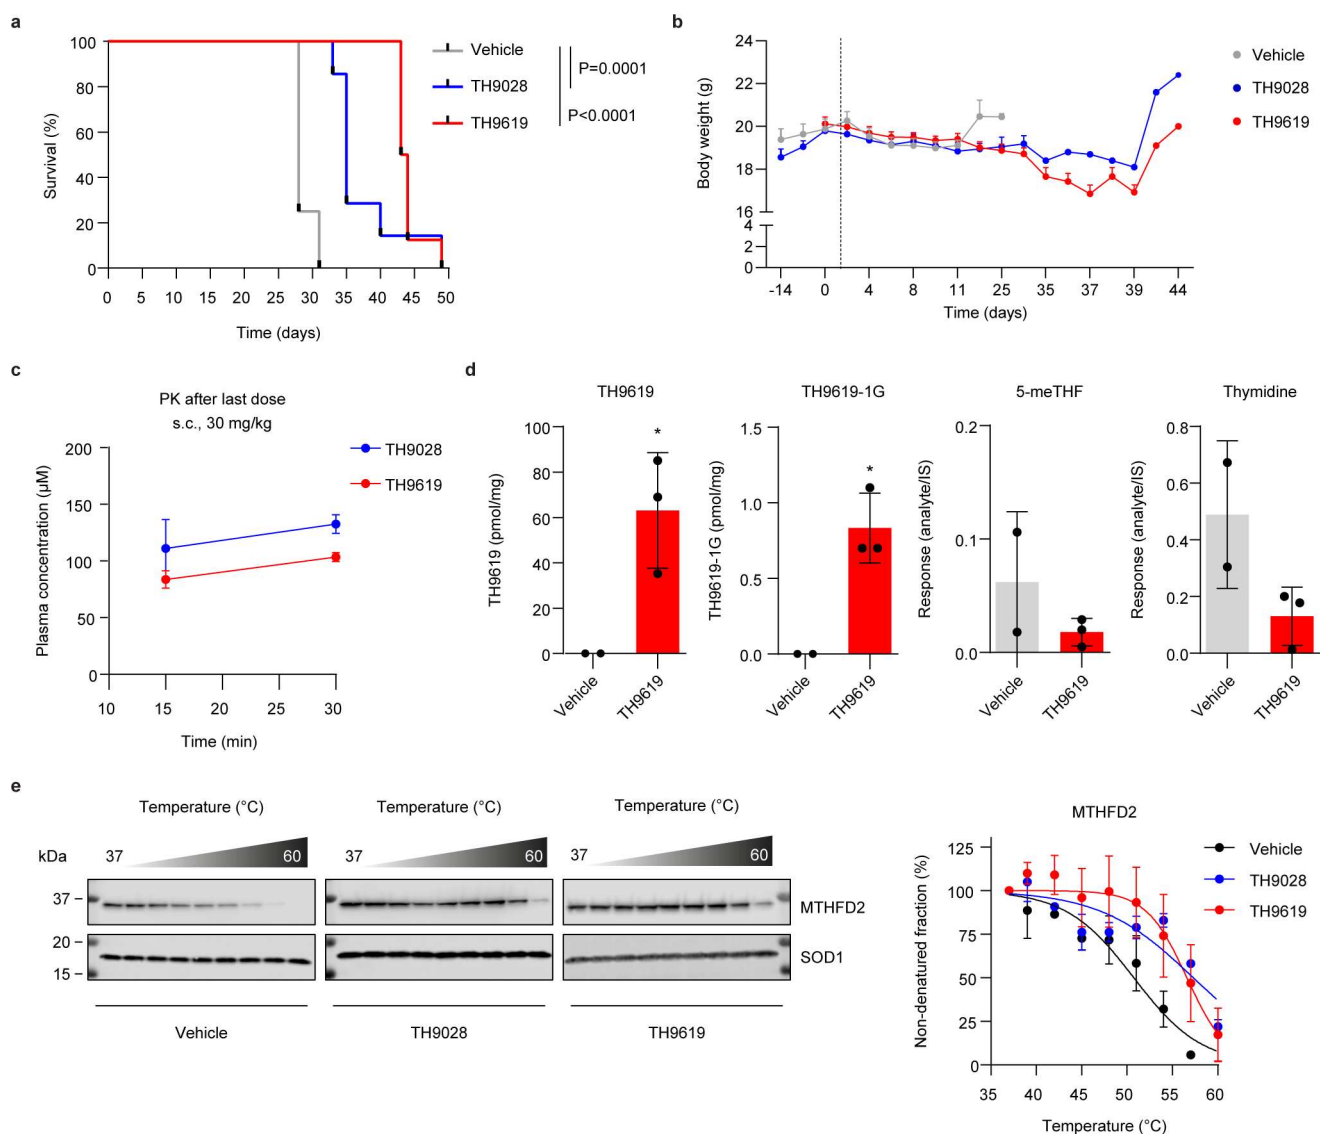 a
Survival (%)
100
80
60
40
20
0
0 5 10 15 20 25 30 35 40 45 50
Time (days)
Vehicle
TH9028
TH9619
P=0.0001
P<0.0001
b
Body weight (g)
24
22
20
18
16
4
2
0
-14 0 4 8 11 25 35 37 39 44
Time (days)
Vehicle
TH9028
TH9619
c
PK after last dose
s.c., 30 mg/kg
Plasma concentration (µM)
200
150
100
50
0
10 15 20 25 30
Time (min)
TH9028
TH9619
d
TH9619
TH9619 (pmol/mg)
100
80
60
40
20
0
*
Vehicle
TH9619
TH9619-1G
TH9619-1G (pmol/mg)
1.5
1.0
0.5
0.0
*
Vehicle
TH9619
5-meTHF
Response (analyte/IS)
0.2
0.1
0.0
Vehicle
TH9619
Thymidine
Response (analyte/IS)
0.8
0.6
0.4
0.2
0.0
Vehicle
TH9619
e
Temperature (°C) Temperature (°C) Temperature (°C)
kDa 37 60 37 60 37 60
37 MTHFD2
20
15 SOD1
Vehicle TH9028 TH9619
MTHFD2
Non-denatured fraction (%)
125
100
75
50
25
0
35 40 45 50 55 60
Temperature (°C)
Vehicle
TH9028
TH9619